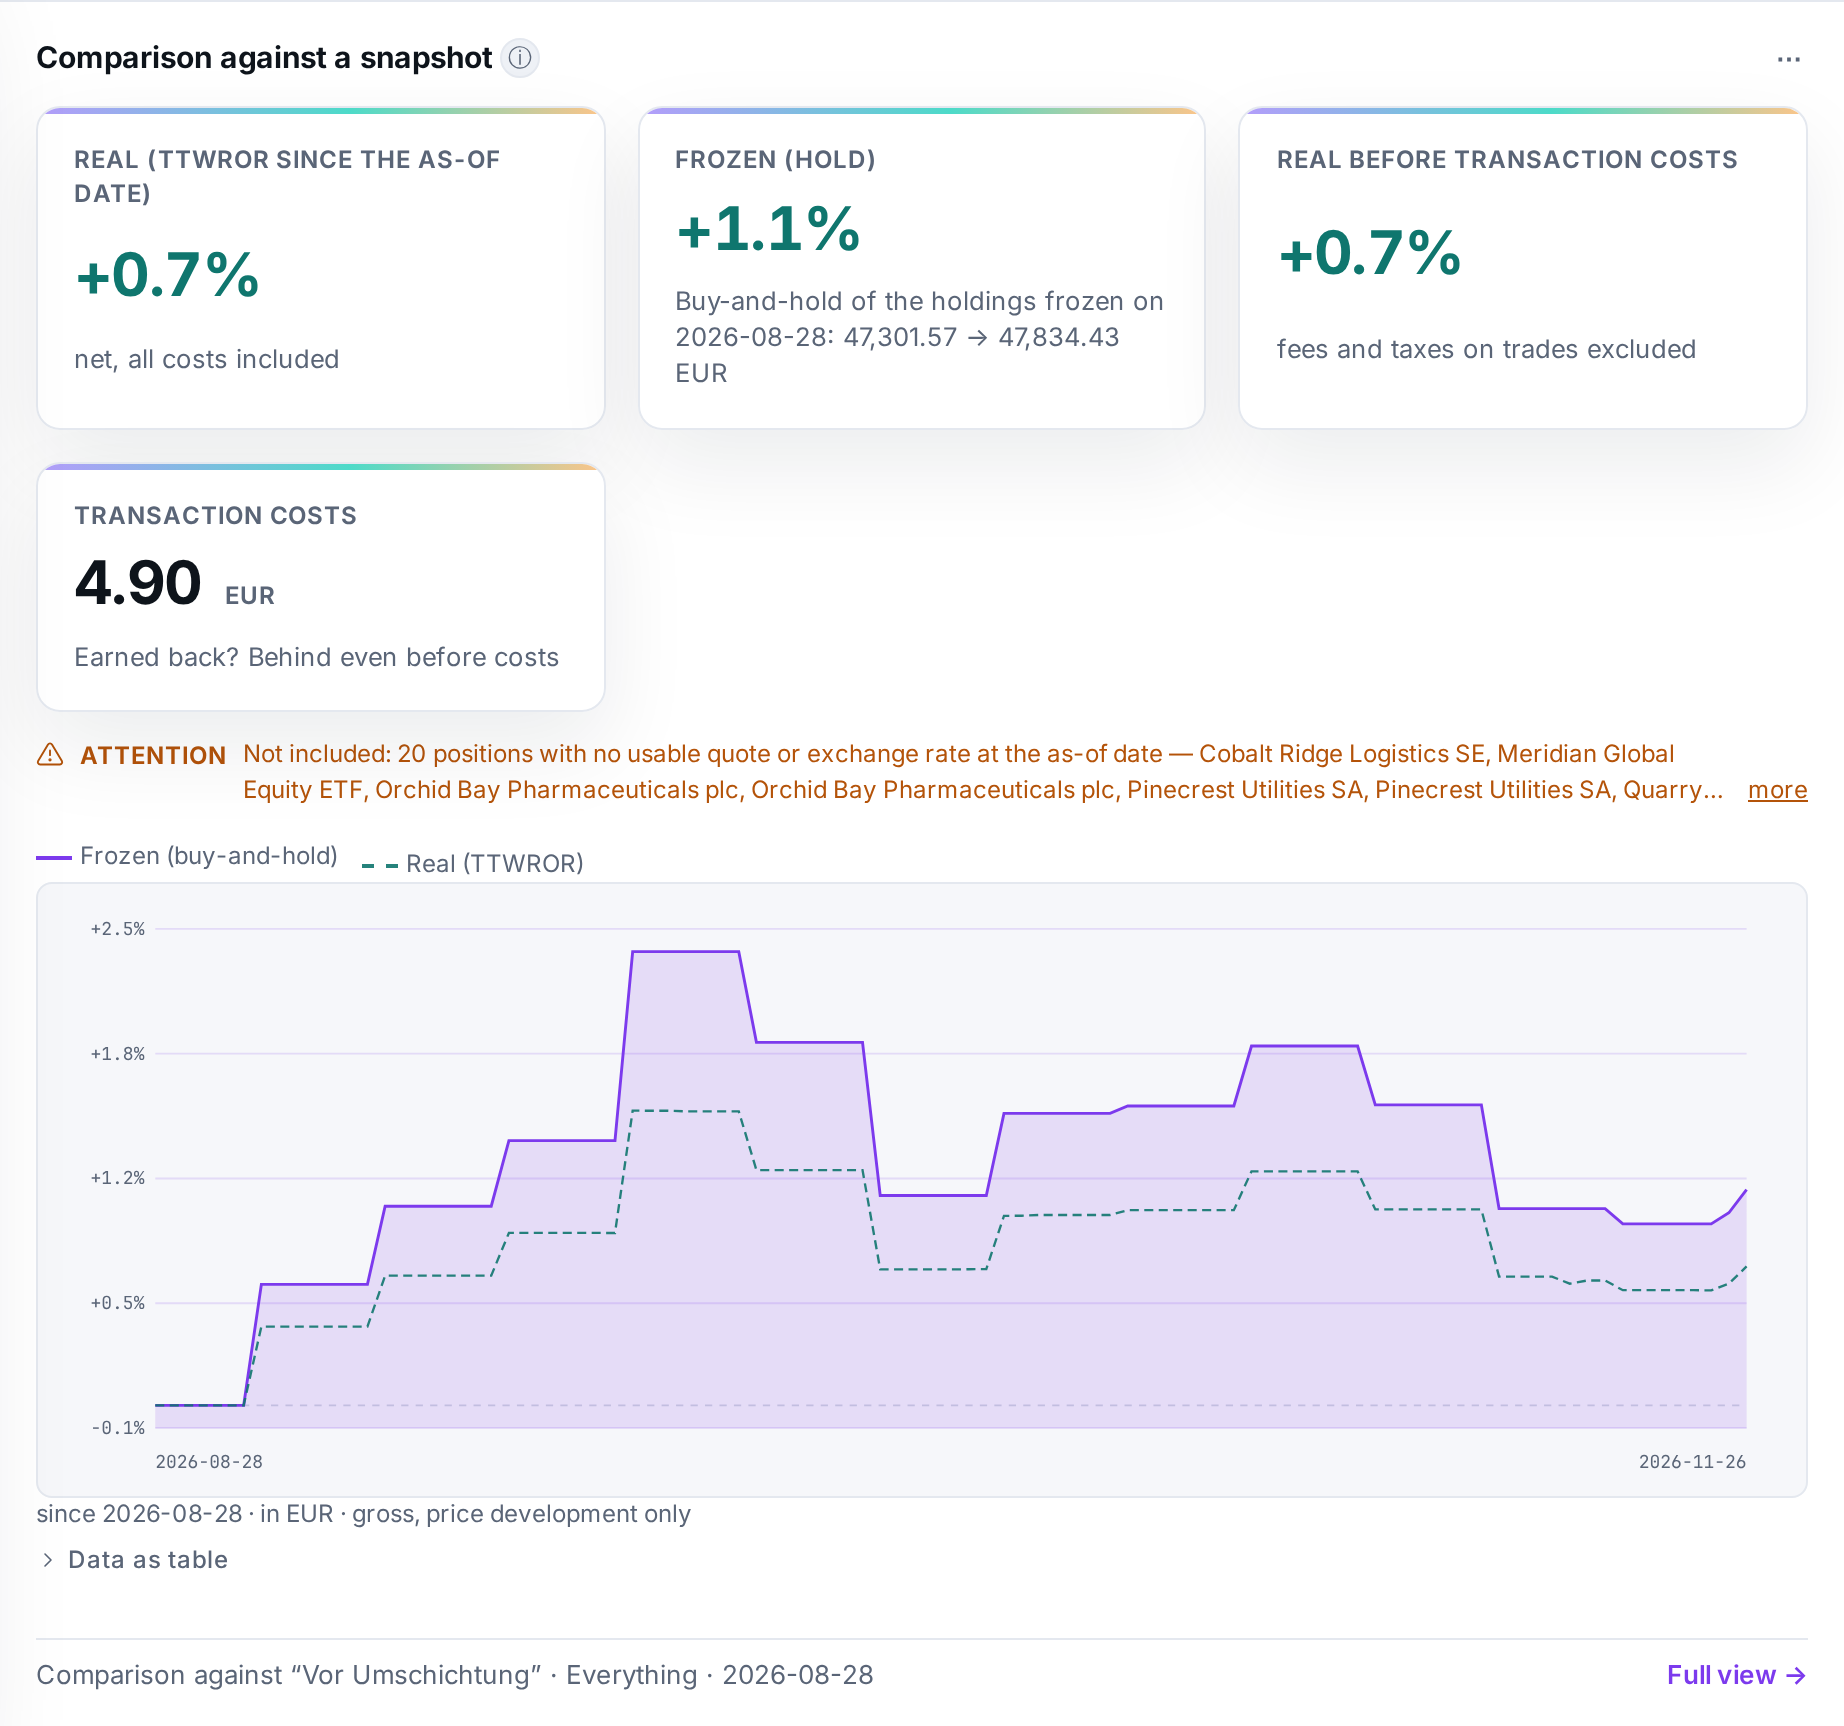 Comparison against a snapshot ⓘ
...
REAL (TTWROR SINCE THE AS-OF
DATE)
+0.7%
net, all costs included
FROZEN (HOLD)
+1.1%
Buy-and-hold of the holdings frozen on
2026-08-28: 47,301.57 → 47,834.43
EUR
REAL BEFORE TRANSACTION COSTS
+0.7%
fees and taxes on trades excluded
TRANSACTION COSTS
4.90 EUR
Earned back? Behind even before costs
ATTENTION Not included: 20 positions with no usable quote or exchange rate at the as-of date — Cobalt Ridge Logistics SE, Meridian Global
Equity ETF, Orchid Bay Pharmaceuticals plc, Orchid Bay Pharmaceuticals plc, Pinecrest Utilities SA, Pinecrest Utilities SA, Quarry... more
Frozen (buy-and-hold) Real (TTWROR)
+2.5%
+1.8%
+1.2%
+0.5%
-0.1%
2026-08-28 2026-11-26
since 2026-08-28 · in EUR · gross, price development only
Data as table
Comparison against “Vor Umschichtung” · Everything · 2026-08-28
Full view →